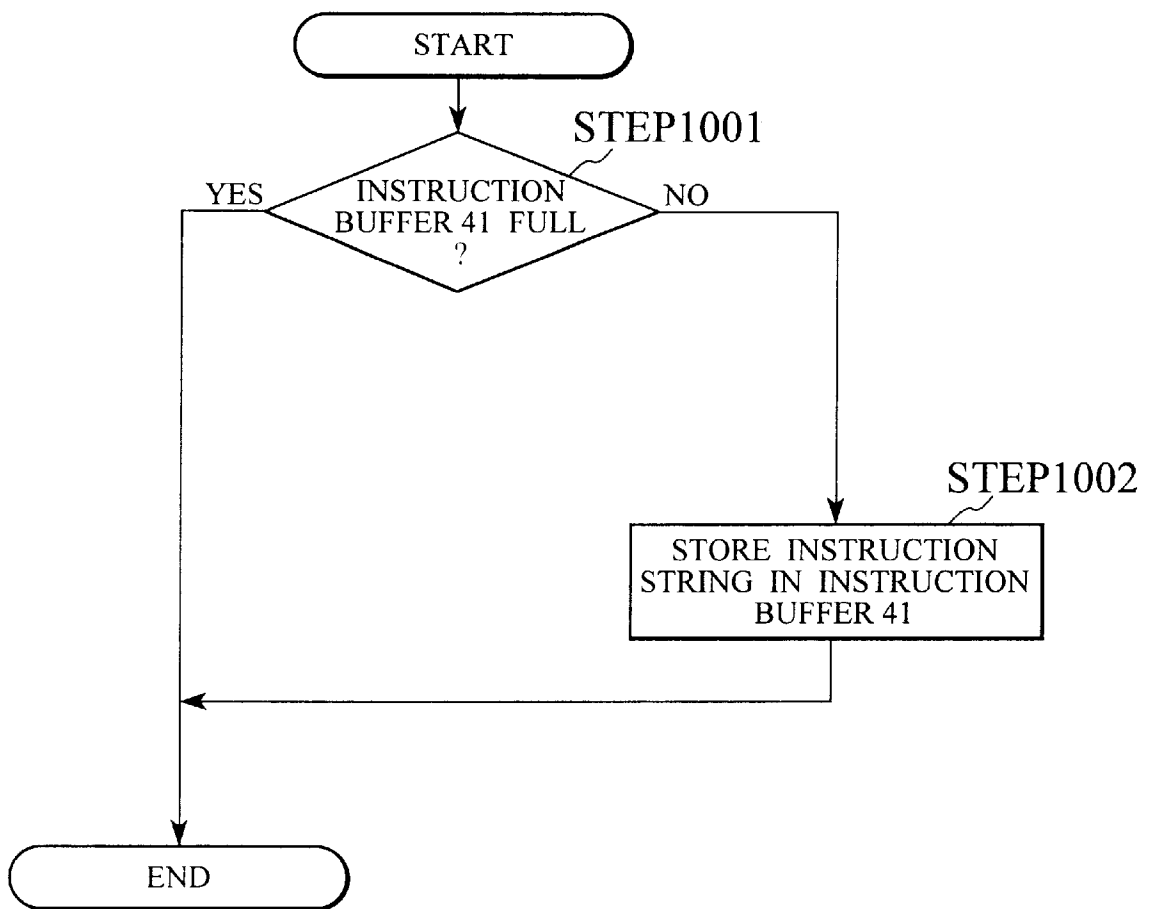 START
STEP1001
YES
INSTRUCTION
BUFFER 41 FULL
?
NO
STEP1002
STORE INSTRUCTION
STRING IN INSTRUCTION
BUFFER 41
END